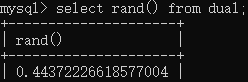 mysql> select rand() from dual;
+---------------------+
| rand()              |
+---------------------+
| 0.44372226618577004 |